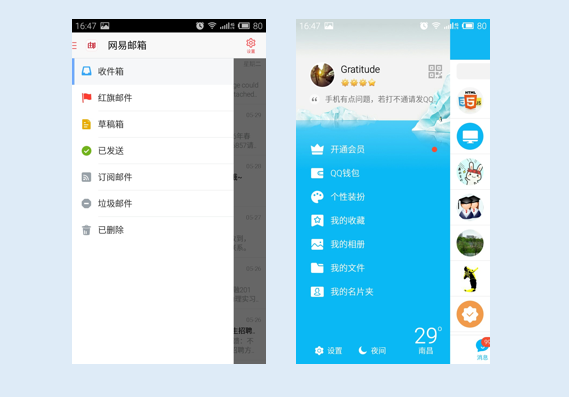 16:47
80
网易邮箱
设置
收件箱
红旗邮件
草稿箱
已发送
订阅邮件
垃圾邮件
已删除
16:47
80
Gratitude
手机有点问题，若打不通请发QQ
开通会员
QQ钱包
个性装扮
我的收藏
我的相册
我的文件
我的名片夹
设置
夜间
29°
南昌
HTML
5
JS
消息